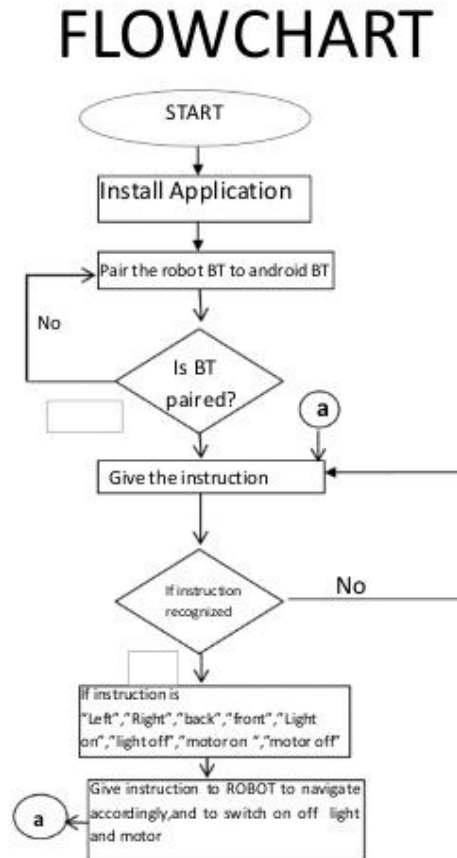 FLOWCHART
START
Install Application
Pair the robot BT to android BT
No
Is BT
paired?
a
Give the instruction
If instruction
recognized
No
If instruction is
“Left”,”Right”,”back”,”front”,”Light
on”,”light off”,”motor on “,”motor off”
Give instruction to ROBOT to navigate
accordingly,and to switch on off light
and motor
a